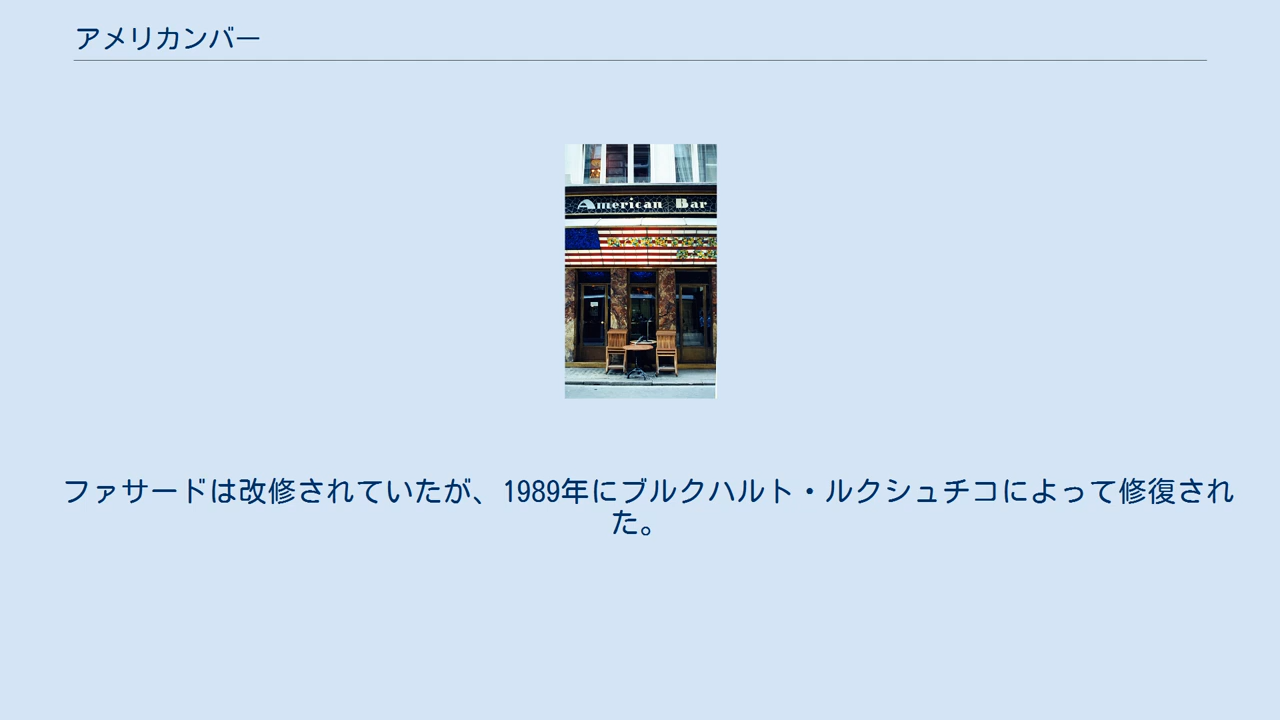 アメリカンバー
American Bar
ファサードは改修されていたが、1989年にブルクハルト・ルクシュチコによって修復され
た。